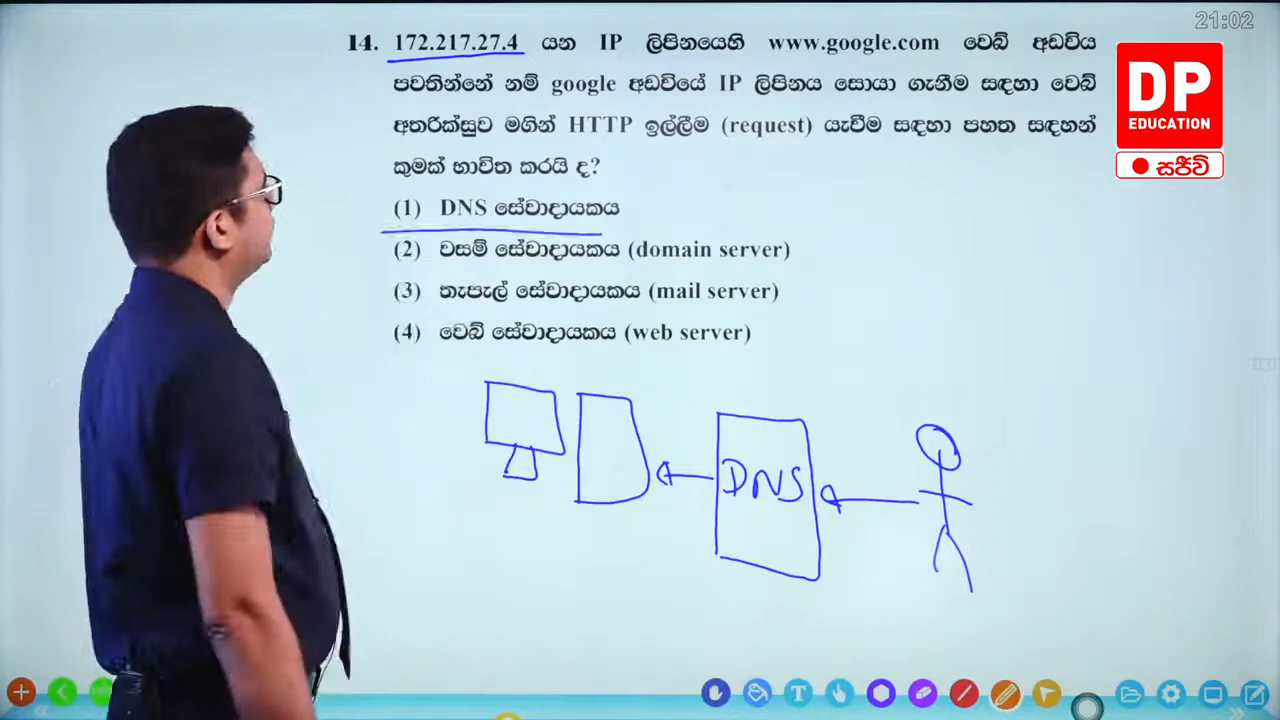 21:02
14. 172.217.27.4 යන IP ලිපිනයෙහි www.google.com වෙබ් අඩවිය
පවතින්නේ නම් google අඩවියේ IP ලිපිනය සොයා ගැනීම සඳහා වෙබ්
අතරික්සුව මගින් HTTP ඉල්ලීම (request) යැවීම සඳහා පහත සඳහන්
කුමක් භාවිත කරයි ද?
(1) DNS සේවාදායකය
(2) වසම් සේවාදායකය (domain server)
(3) තැපැල් සේවාදායකය (mail server)
(4) වෙබ් සේවාදායකය (web server)
DP
EDUCATION
සජීවි
DNS